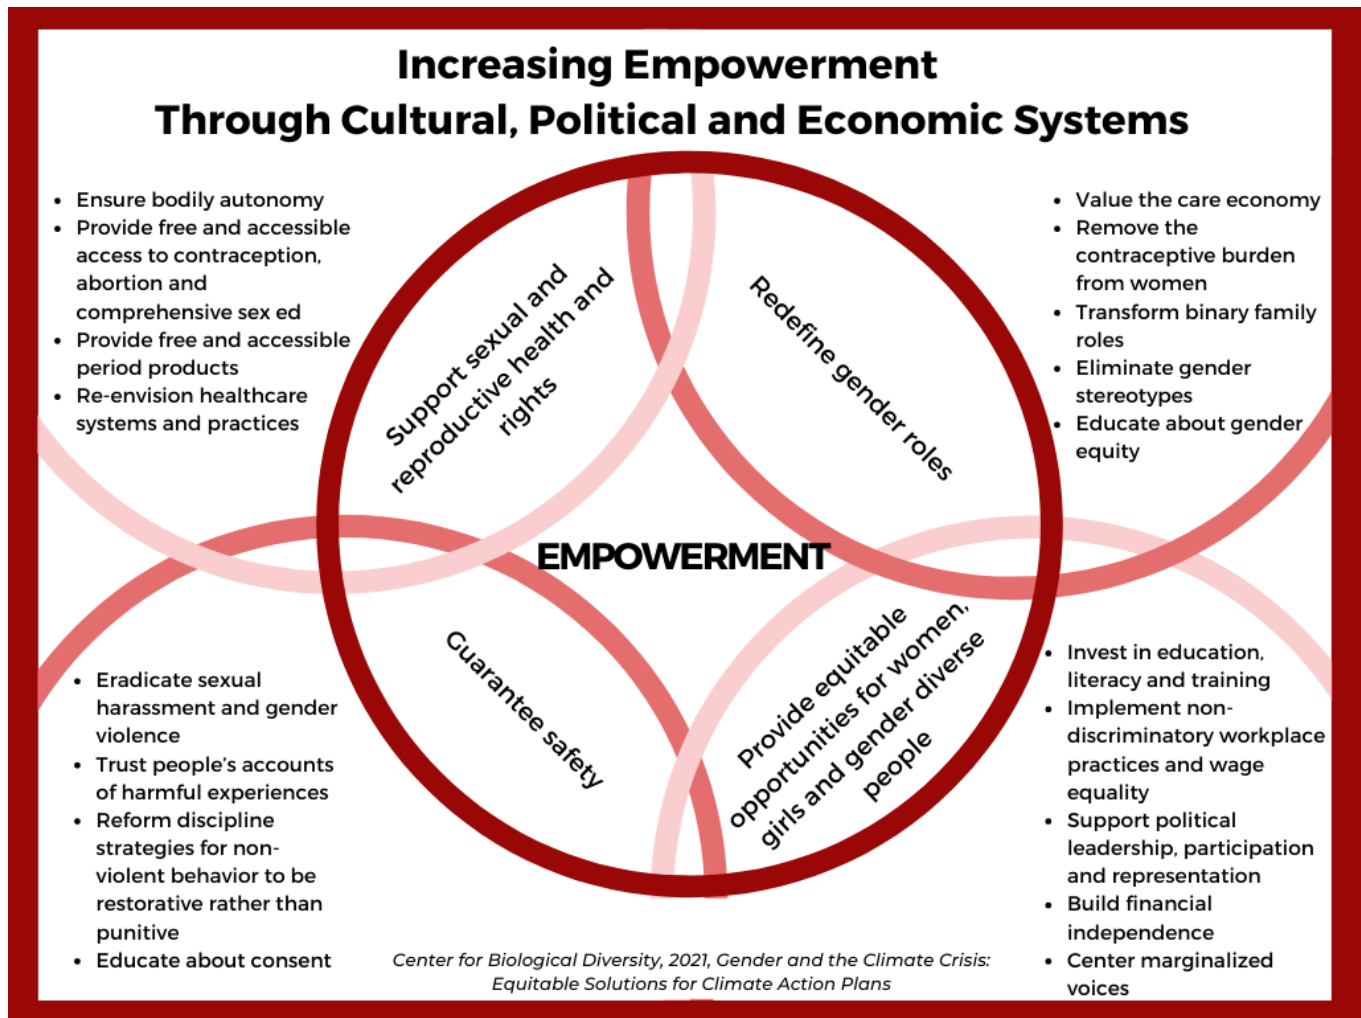 Increasing Empowerment
Through Cultural, Political and Economic Systems
• Ensure bodily autonomy
• Provide free and accessible
access to contraception,
abortion and
comprehensive sex ed
• Provide free and accessible
period products
• Re-envision healthcare
systems and practices
Support sexual and
reproductive health and
rights
Redefine gender roles
• Value the care economy
• Remove the
contraceptive burden
from women
• Transform binary family
roles
• Eliminate gender
stereotypes
• Educate about gender
equity
EMPOWERMENT
• Eradicate sexual
harassment and gender
violence
• Trust people's accounts
of harmful experiences
• Reform discipline
strategies for non-
violent behavior to be
restorative rather than
punitive
• Educate about consent
Guarantee safety
Provide equitable
opportunities for women,
girls and gender diverse
people
• Invest in education,
literacy and training
• Implement non-
discriminatory workplace
practices and wage
equality
• Support political
leadership, participation
and representation
• Build financial
independence
• Center marginalized
voices
Center for Biological Diversity, 2021, Gender and the Climate Crisis:
Equitable Solutions for Climate Action Plans